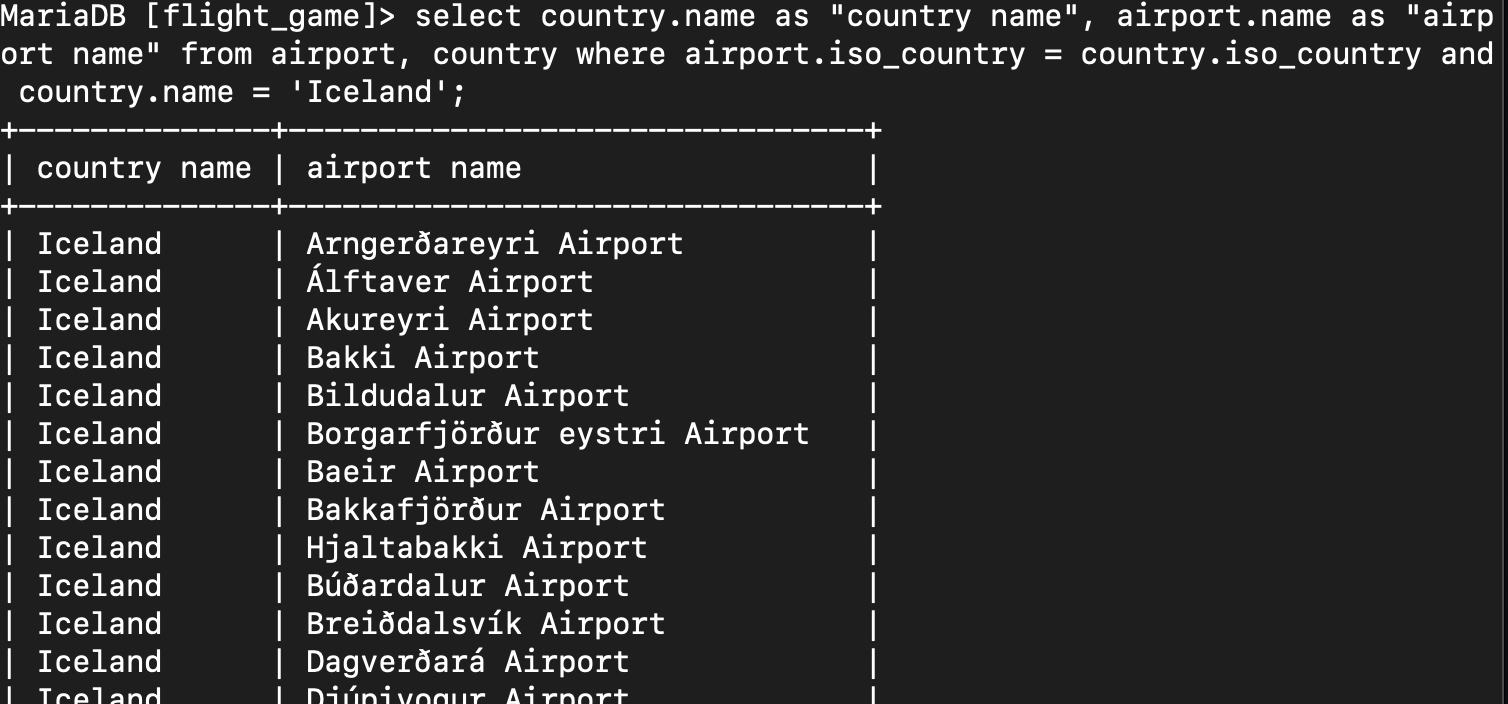 MariaDB [flight_game]> select country.name as "country name", airport.name as "airp
ort name" from airport, country where airport.iso_country = country.iso_country and
 country.name = 'Iceland';
+--------------+--------------------------------+
| country name | airport name                   |
+--------------+--------------------------------+
| Iceland      | Arngerðareyri Airport          |
| Iceland      | Álftaver Airport               |
| Iceland      | Akureyri Airport               |
| Iceland      | Bakki Airport                  |
| Iceland      | Bildudalur Airport             |
| Iceland      | Borgarfjörður eystri Airport   |
| Iceland      | Baeir Airport                  |
| Iceland      | Bakkafjörður Airport           |
| Iceland      | Hjaltabakki Airport            |
| Iceland      | Búðardalur Airport             |
| Iceland      | Breiðdalsvík Airport           |
| Iceland      | Dagverðará Airport             |
| Iceland      | Djúpivogur Airport             |